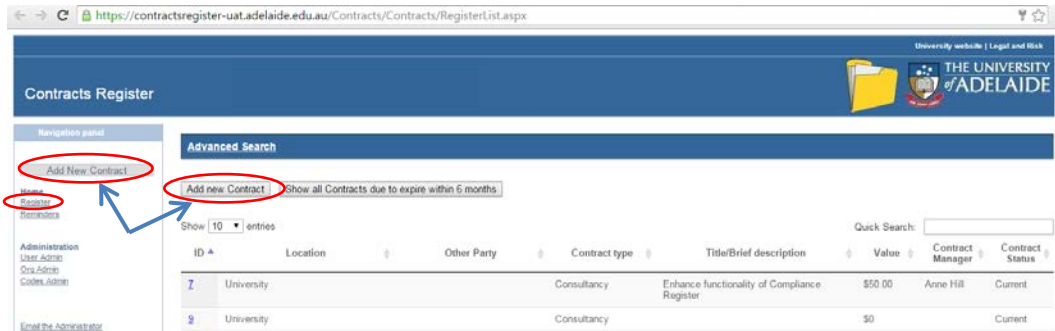 https://contractsregister-uat.adelaide.edu.au/Contracts/Contracts/RegisterList.aspx
University website | Legal and Risk
THE UNIVERSITY
of ADELAIDE
Contracts Register
Navigation panel
Advanced Search
Add New Contract
Home
Add new Contract Show all Contracts due to expire within 6 months
Register
Reminders
Show 10 entries Quick Search:
Administration
User Admin
Org Admin
Codes Admin
ID Location Other Party Contract type Title/Brief description Value Contract Manager Contract Status
7 University Consultancy Enhance functionality of Compliance Register $50.00 Anne Hill Current
9 University Consultancy $0 Current
Email the Administrator